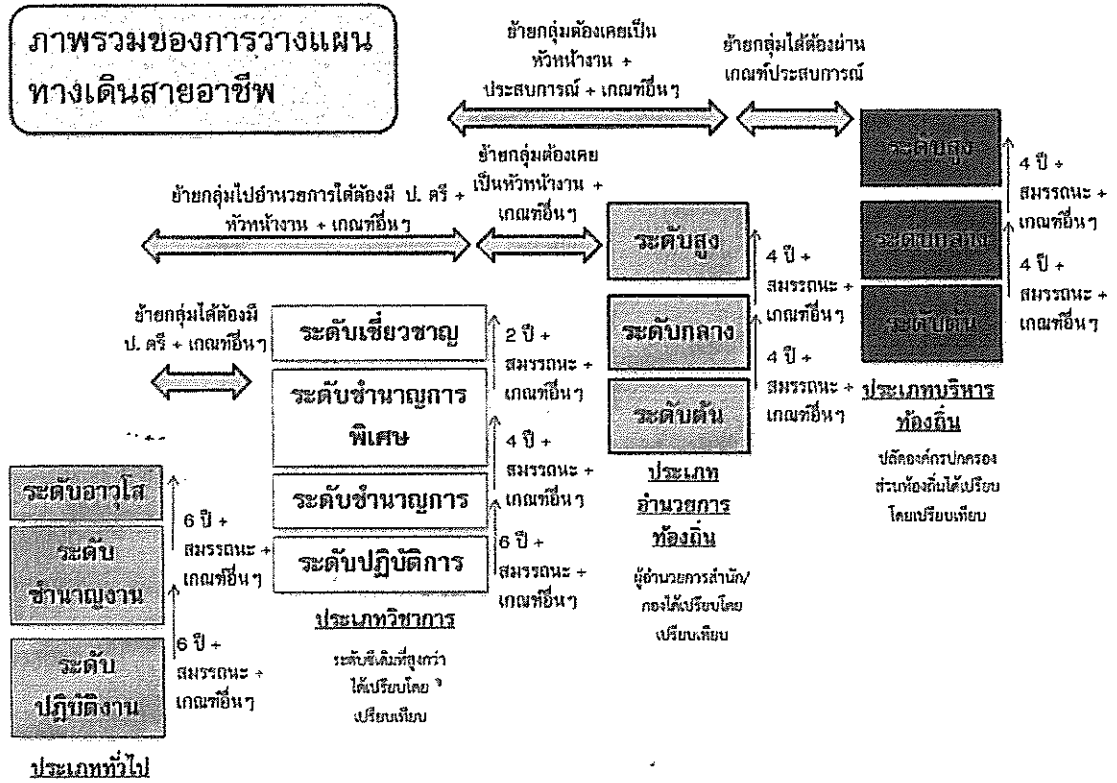 ภาพรวมของการวางแผน
ทางเดินสายอาชีพ
ย้ายกลุ่มต้องเคยเป็น
หัวหน้างาน +
ประสบการณ์ + เกณฑ์อื่นๆ
ย้ายกลุ่มได้ต้องผ่าน
เกณฑ์ประสบการณ์
ย้ายกลุ่มไปอำนวยการได้ต้องมี ป. ตรี +
หัวหน้างาน + เกณฑ์อื่นๆ
ย้ายกลุ่มต้องเคย
เป็นหัวหน้างาน +
เกณฑ์อื่นๆ
ย้ายกลุ่มได้ต้องมี
ป. ตรี + เกณฑ์อื่นๆ
ระดับอาวุโส
ระดับ
ชำนาญงาน
ระดับ
ปฏิบัติงาน
6 ปี +
สมรรถนะ +
เกณฑ์อื่นๆ
6 ปี +
สมรรถนะ +
เกณฑ์อื่นๆ
ประเภททั่วไป
ระดับเชี่ยวชาญ
ระดับชำนาญการ
พิเศษ
ระดับชำนาญการ
ระดับปฏิบัติการ
2 ปี +
สมรรถนะ +
เกณฑ์อื่นๆ
4 ปี +
สมรรถนะ +
เกณฑ์อื่นๆ
6 ปี +
สมรรถนะ +
เกณฑ์อื่นๆ
ประเภทวิชาการ
ระดับซีเดิมที่สูงกว่า
ได้เปรียบโดย
เปรียบเทียบ
ระดับสูง
ระดับกลาง
ระดับต้น
4 ปี +
สมรรถนะ +
เกณฑ์อื่นๆ
4 ปี +
สมรรถนะ +
เกณฑ์อื่นๆ
ประเภท
อำนวยการ
ท้องถิ่น
ผู้อำนวยการสำนัก/
กองได้เปรียบโดย
เปรียบเทียบ
ระดับสูง
ระดับกลาง
ระดับต้น
4 ปี +
สมรรถนะ +
เกณฑ์อื่นๆ
4 ปี +
สมรรถนะ +
เกณฑ์อื่นๆ
ประเภทบริหาร
ท้องถิ่น
ปลัดองค์กรปกครอง
ส่วนท้องถิ่นได้เปรียบ
โดยเปรียบเทียบ